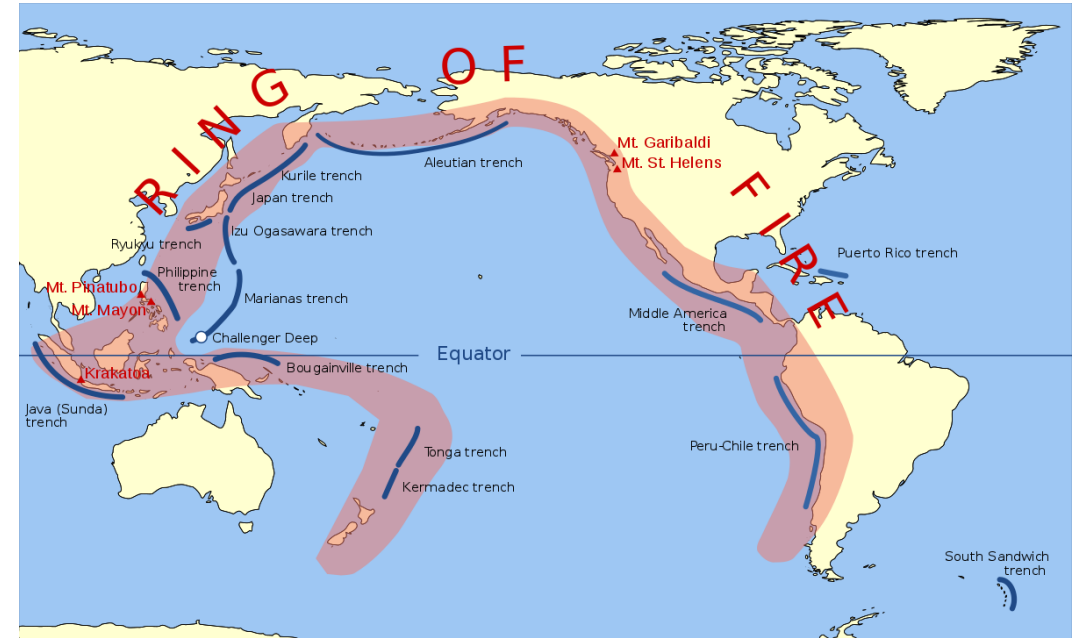 RING OF FIRE
Mt. Garibaldi
Mt. St. Helens
Aleutian trench
Kurile trench
Japan trench
Izu Ogasawara trench
Ryukyu trench
Puerto Rico trench
Philippine
trench
Mt. Pinatubo
Mt. Mayon
Marianas trench
Middle America
trench
Challenger Deep
Equator
Bougainville trench
Krakatoa
Java (Sunda)
trench
Peru-Chile trench
Tonga trench
Kermadec trench
South Sandwich
trench